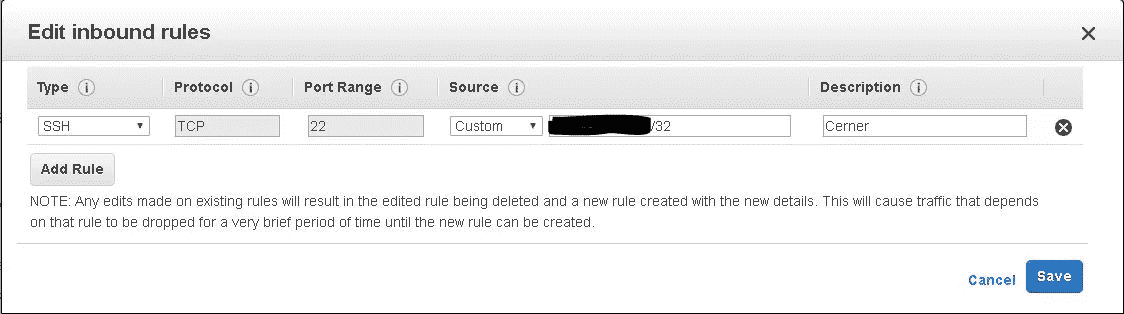 Edit inbound rules
Type Protocol Port Range Source Description
SSH TCP 22 Custom /32 Cerner
Add Rule
NOTE: Any edits made on existing rules will result in the edited rule being deleted and a new rule created with the new details. This will cause traffic that depends
on that rule to be dropped for a very brief period of time until the new rule can be created.
Cancel Save